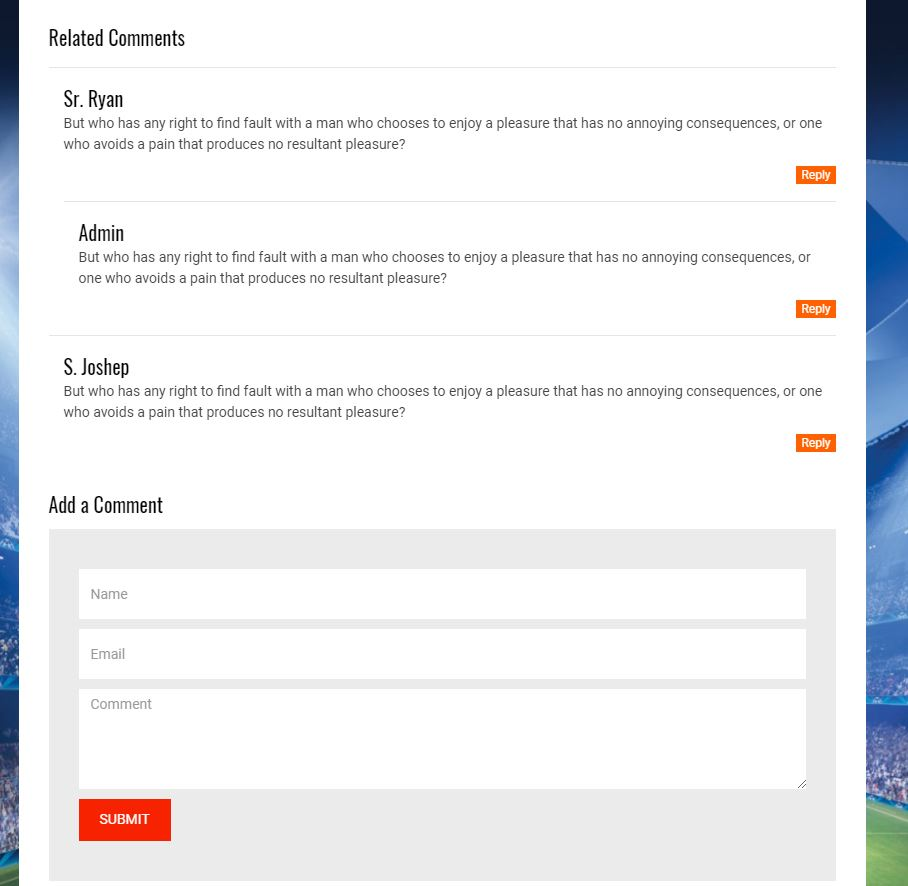 Related Comments
Sr. Ryan
But who has any right to find fault with a man who chooses to enjoy a pleasure that has no annoying consequences, or one
who avoids a pain that produces no resultant pleasure?
Reply
Admin
But who has any right to find fault with a man who chooses to enjoy a pleasure that has no annoying consequences, or
one who avoids a pain that produces no resultant pleasure?
Reply
S. Joshep
But who has any right to find fault with a man who chooses to enjoy a pleasure that has no annoying consequences, or one
who avoids a pain that produces no resultant pleasure?
Reply
Add a Comment
Name
Email
Comment
SUBMIT